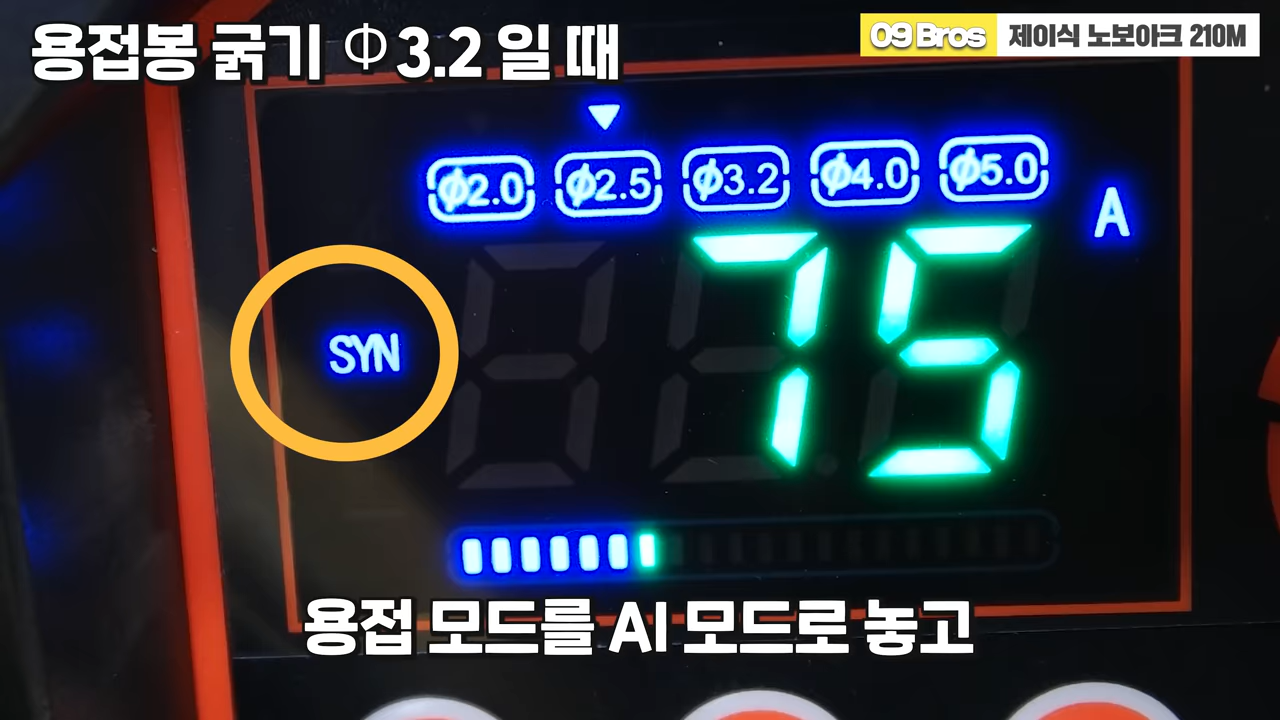 용접봉 굵기 Φ3.2 일 때
09 Bros 제이식 노보아크 210M
ϕ2.0 ϕ2.5 ϕ3.2 ϕ4.0 ϕ5.0
A
75
SYN
용접 모드를 AI 모드로 놓고